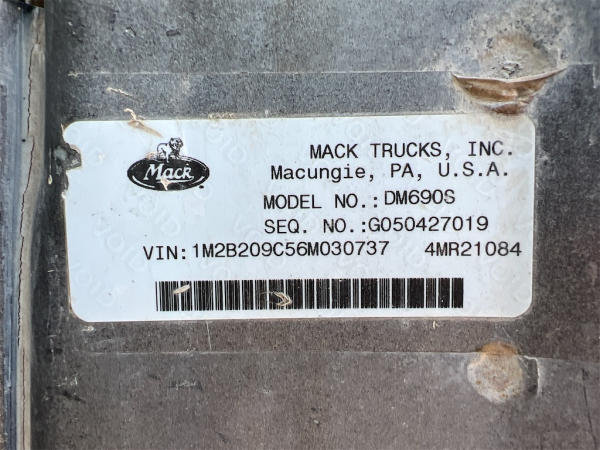 Mack
MACK TRUCKS, INC.
Macungie, PA, U.S.A.
MODEL NO.: DM690S
SEQ. NO.:G050427019
VIN: 1M2B209C56M030737 4MR21084